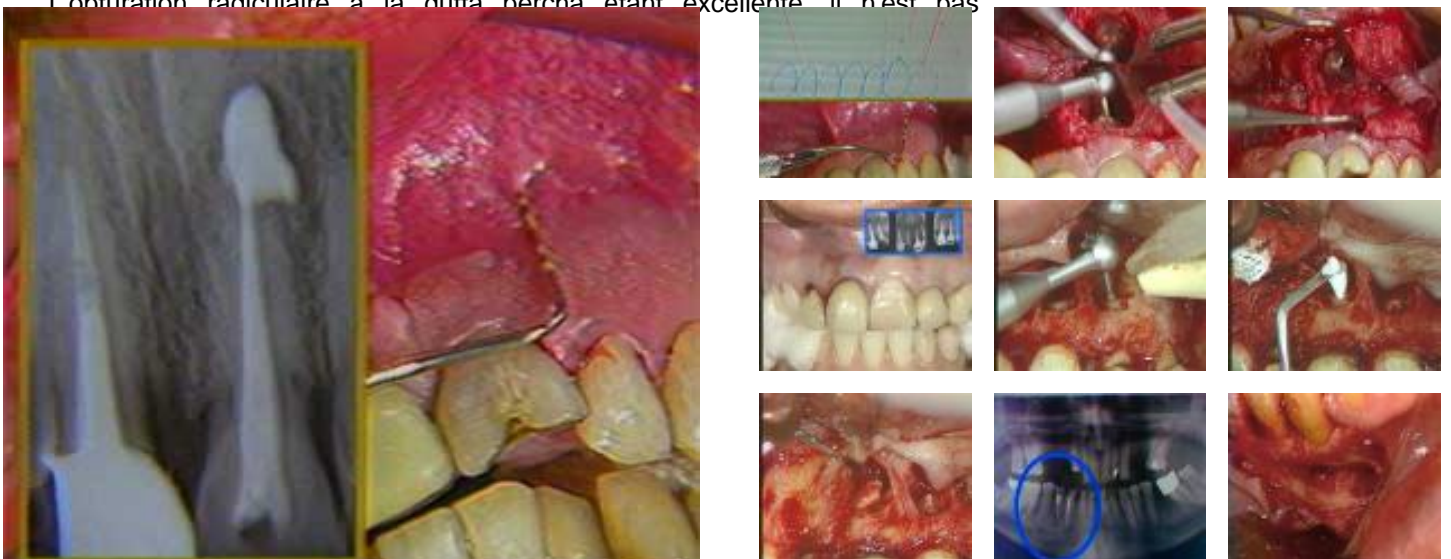 L'obturation radiculaire à la gutta percha étant excellente, il n'est pas